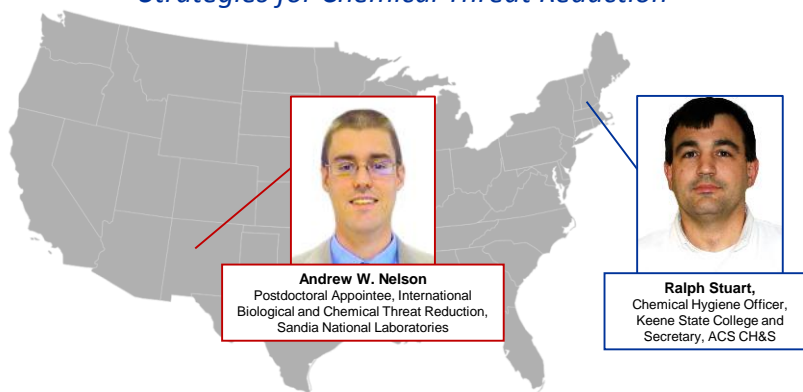 Strategies for Chemical Threat Reduction
Andrew W. Nelson
Postdoctoral Appointee, International
Biological and Chemical Threat Reduction,
Sandia National Laboratories
Ralph Stuart,
Chemical Hygiene Officer,
Keene State College and
Secretary, ACS CH&S